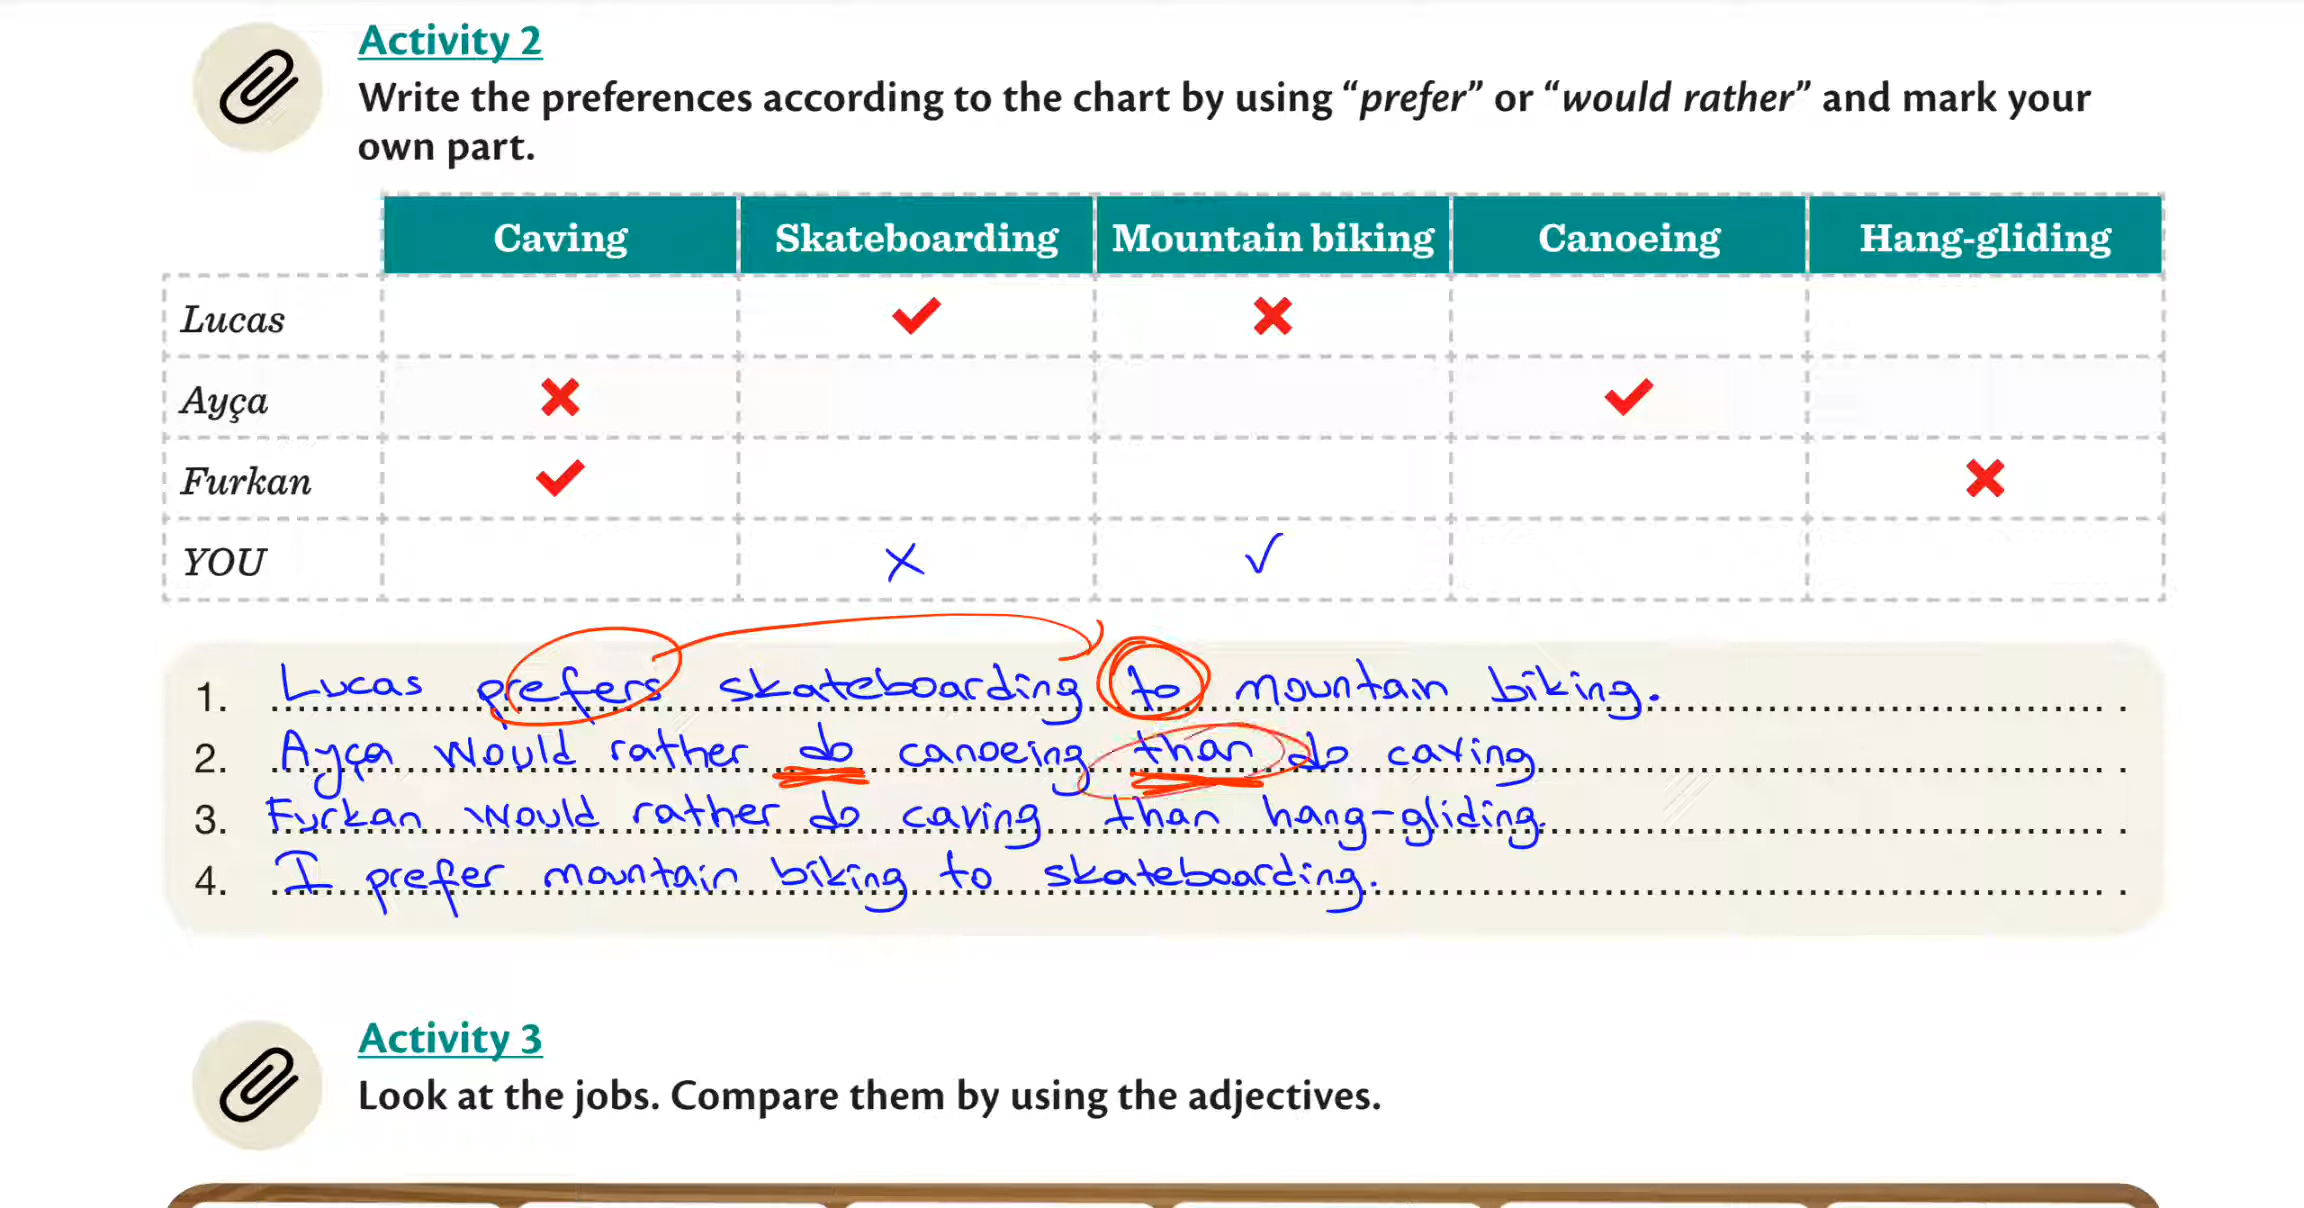 Activity 2
Write the preferences according to the chart by using “prefer” or “would rather” and mark your
own part.
Caving Skateboarding Mountain biking Canoeing Hang-gliding
Lucas ✓ ✗
Ayça ✗ ✓
Furkan ✓ ✗
YOU ✗ ✓
1. Lucas prefers skateboarding to mountain biking.
2. Ayça would rather do canoeing than do caving
3. Furkan would rather do caving than hang-gliding.
4. I prefer mountain biking to skateboarding.
Activity 3
Look at the jobs. Compare them by using the adjectives.